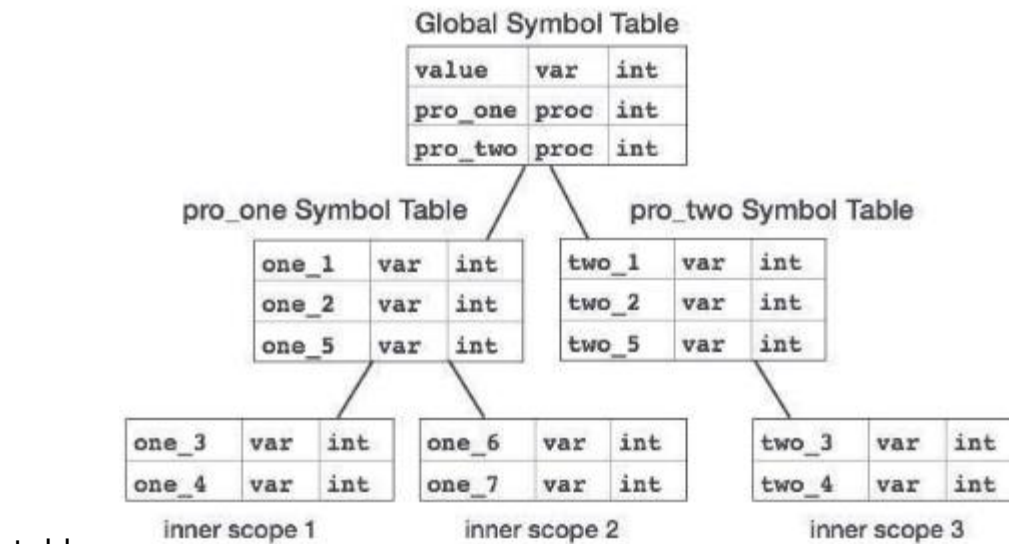 Global Symbol Table
value var int
pro_one proc int
pro_two proc int
pro_one Symbol Table
one_1 var int
one_2 var int
one_5 var int
pro_two Symbol Table
two_1 var int
two_2 var int
two_5 var int
one_3 var int
one_4 var int
inner scope 1
one_6 var int
one_7 var int
inner scope 2
two_3 var int
two_4 var int
inner scope 3